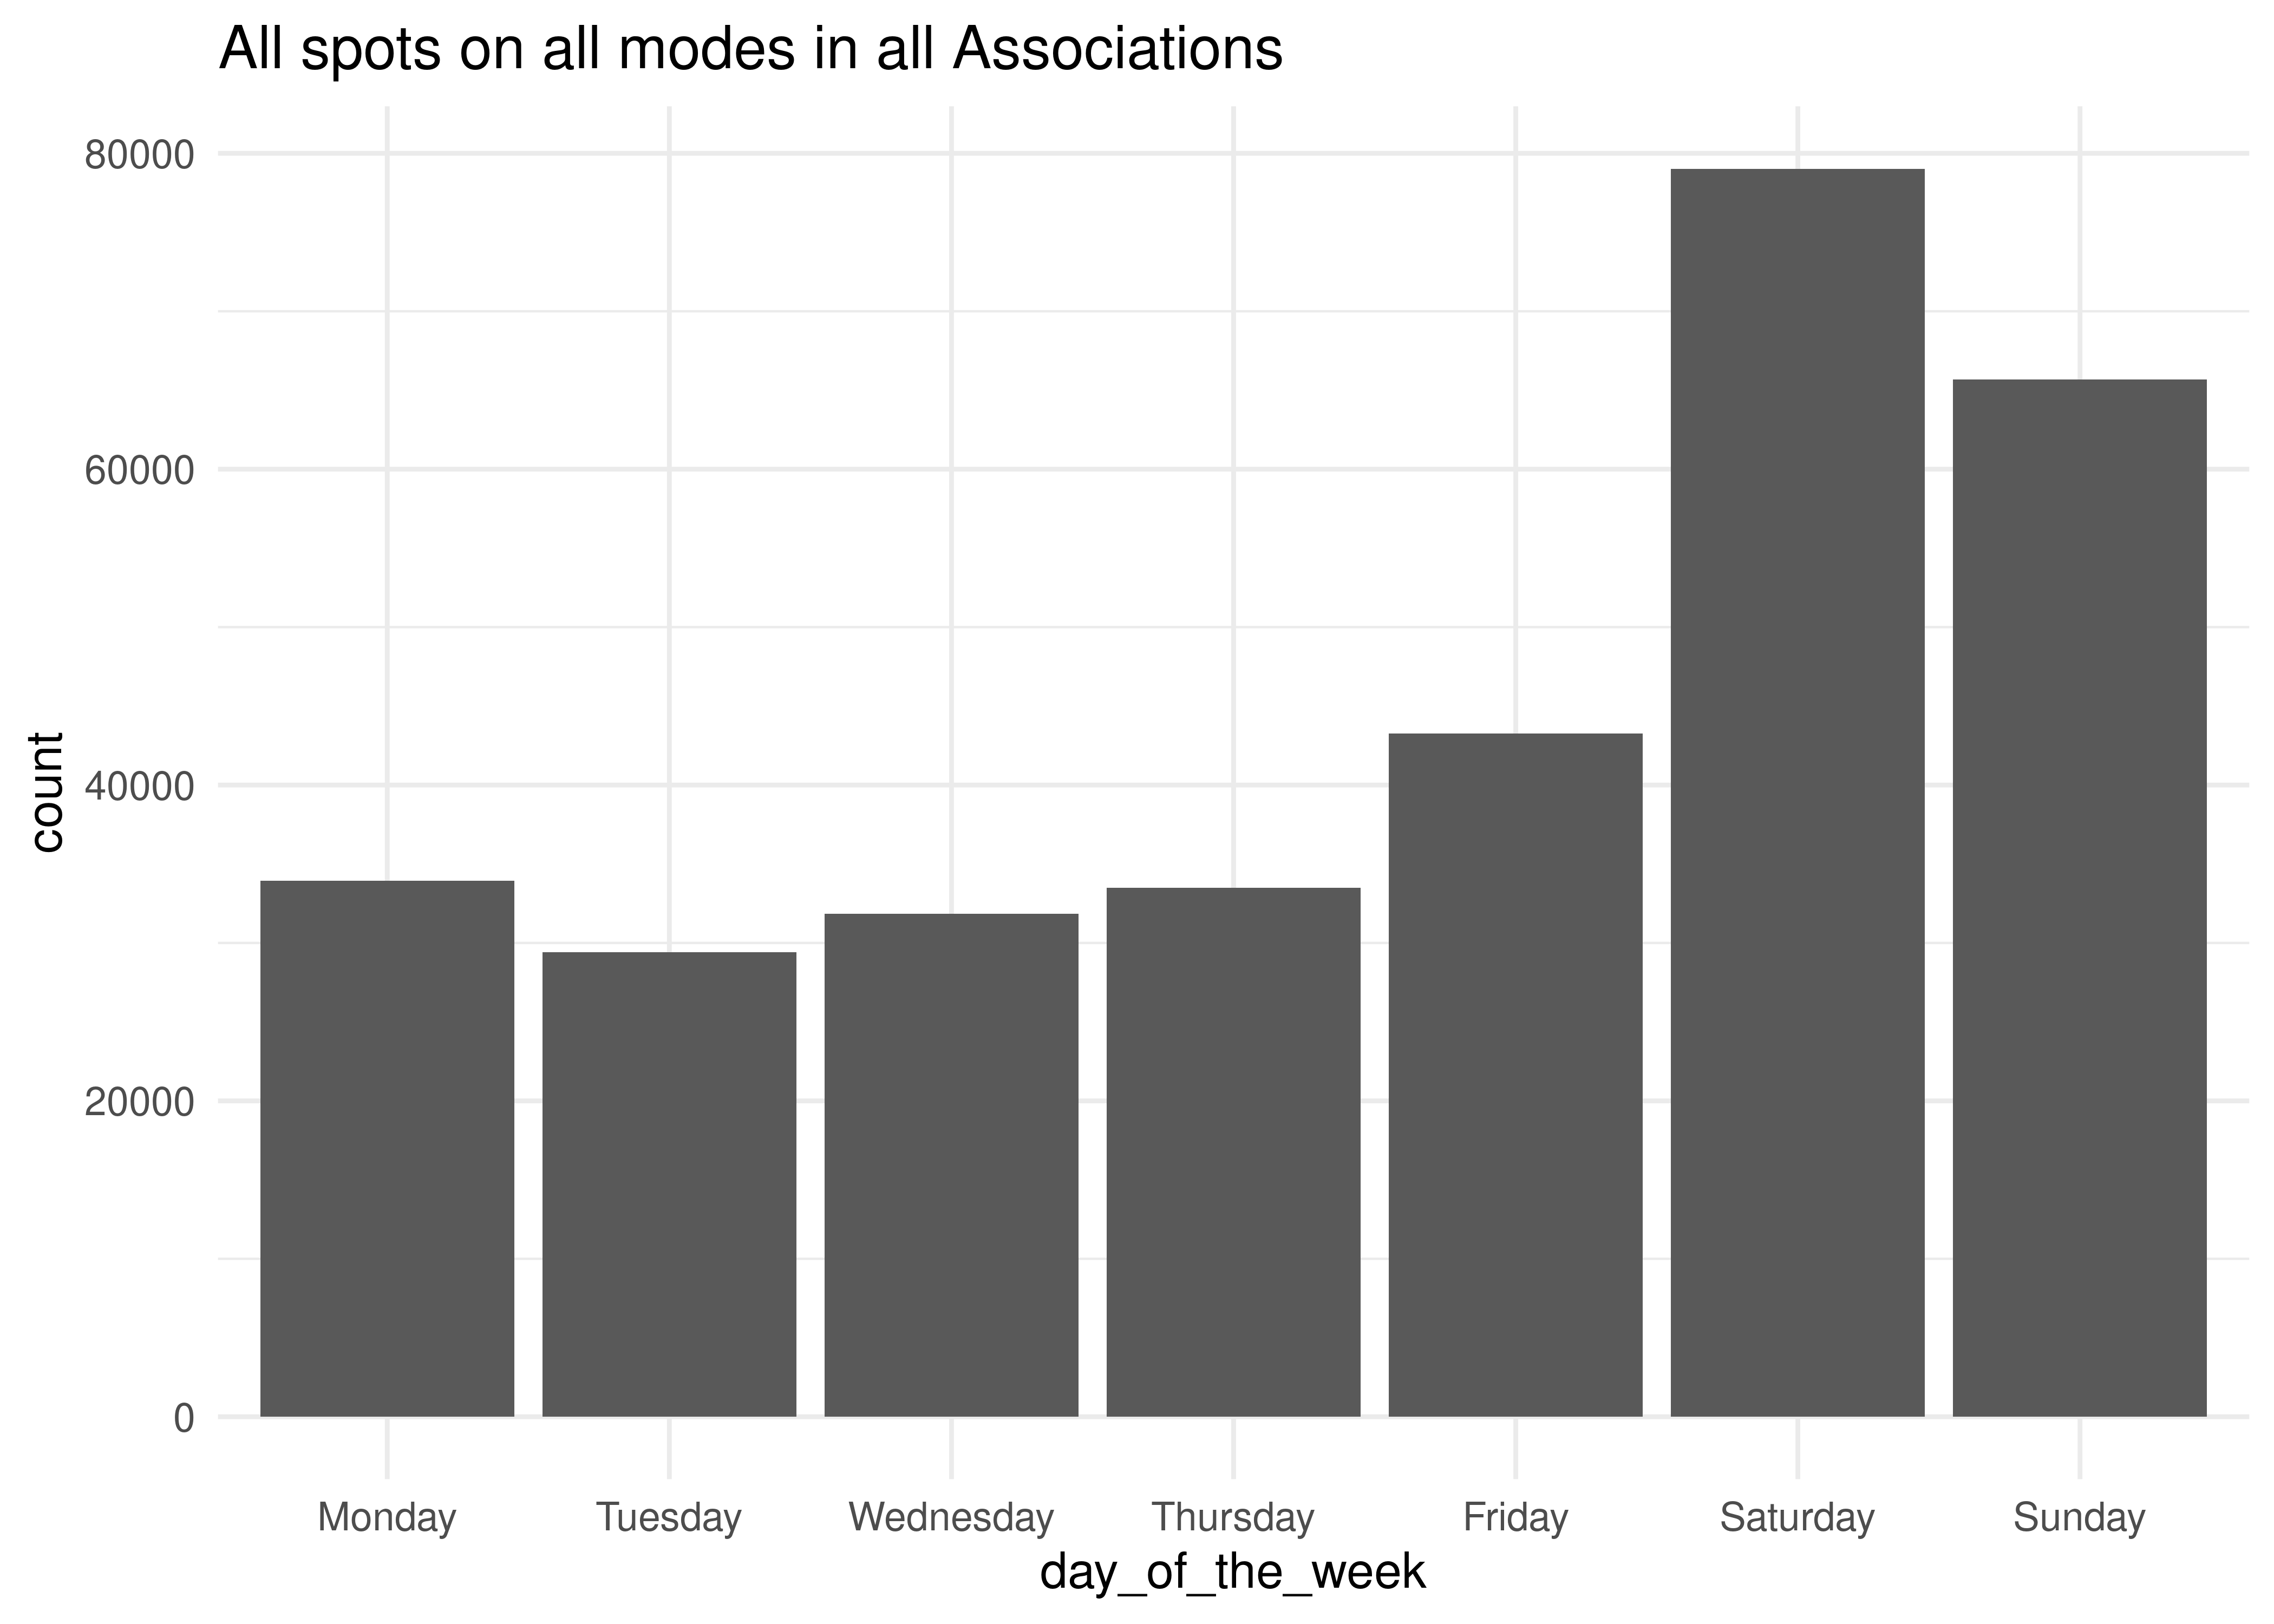 All spots on all modes in all Associations
80000
60000
40000
20000
0
count
Monday Tuesday Wednesday Thursday Friday Saturday Sunday
day_of_the_week